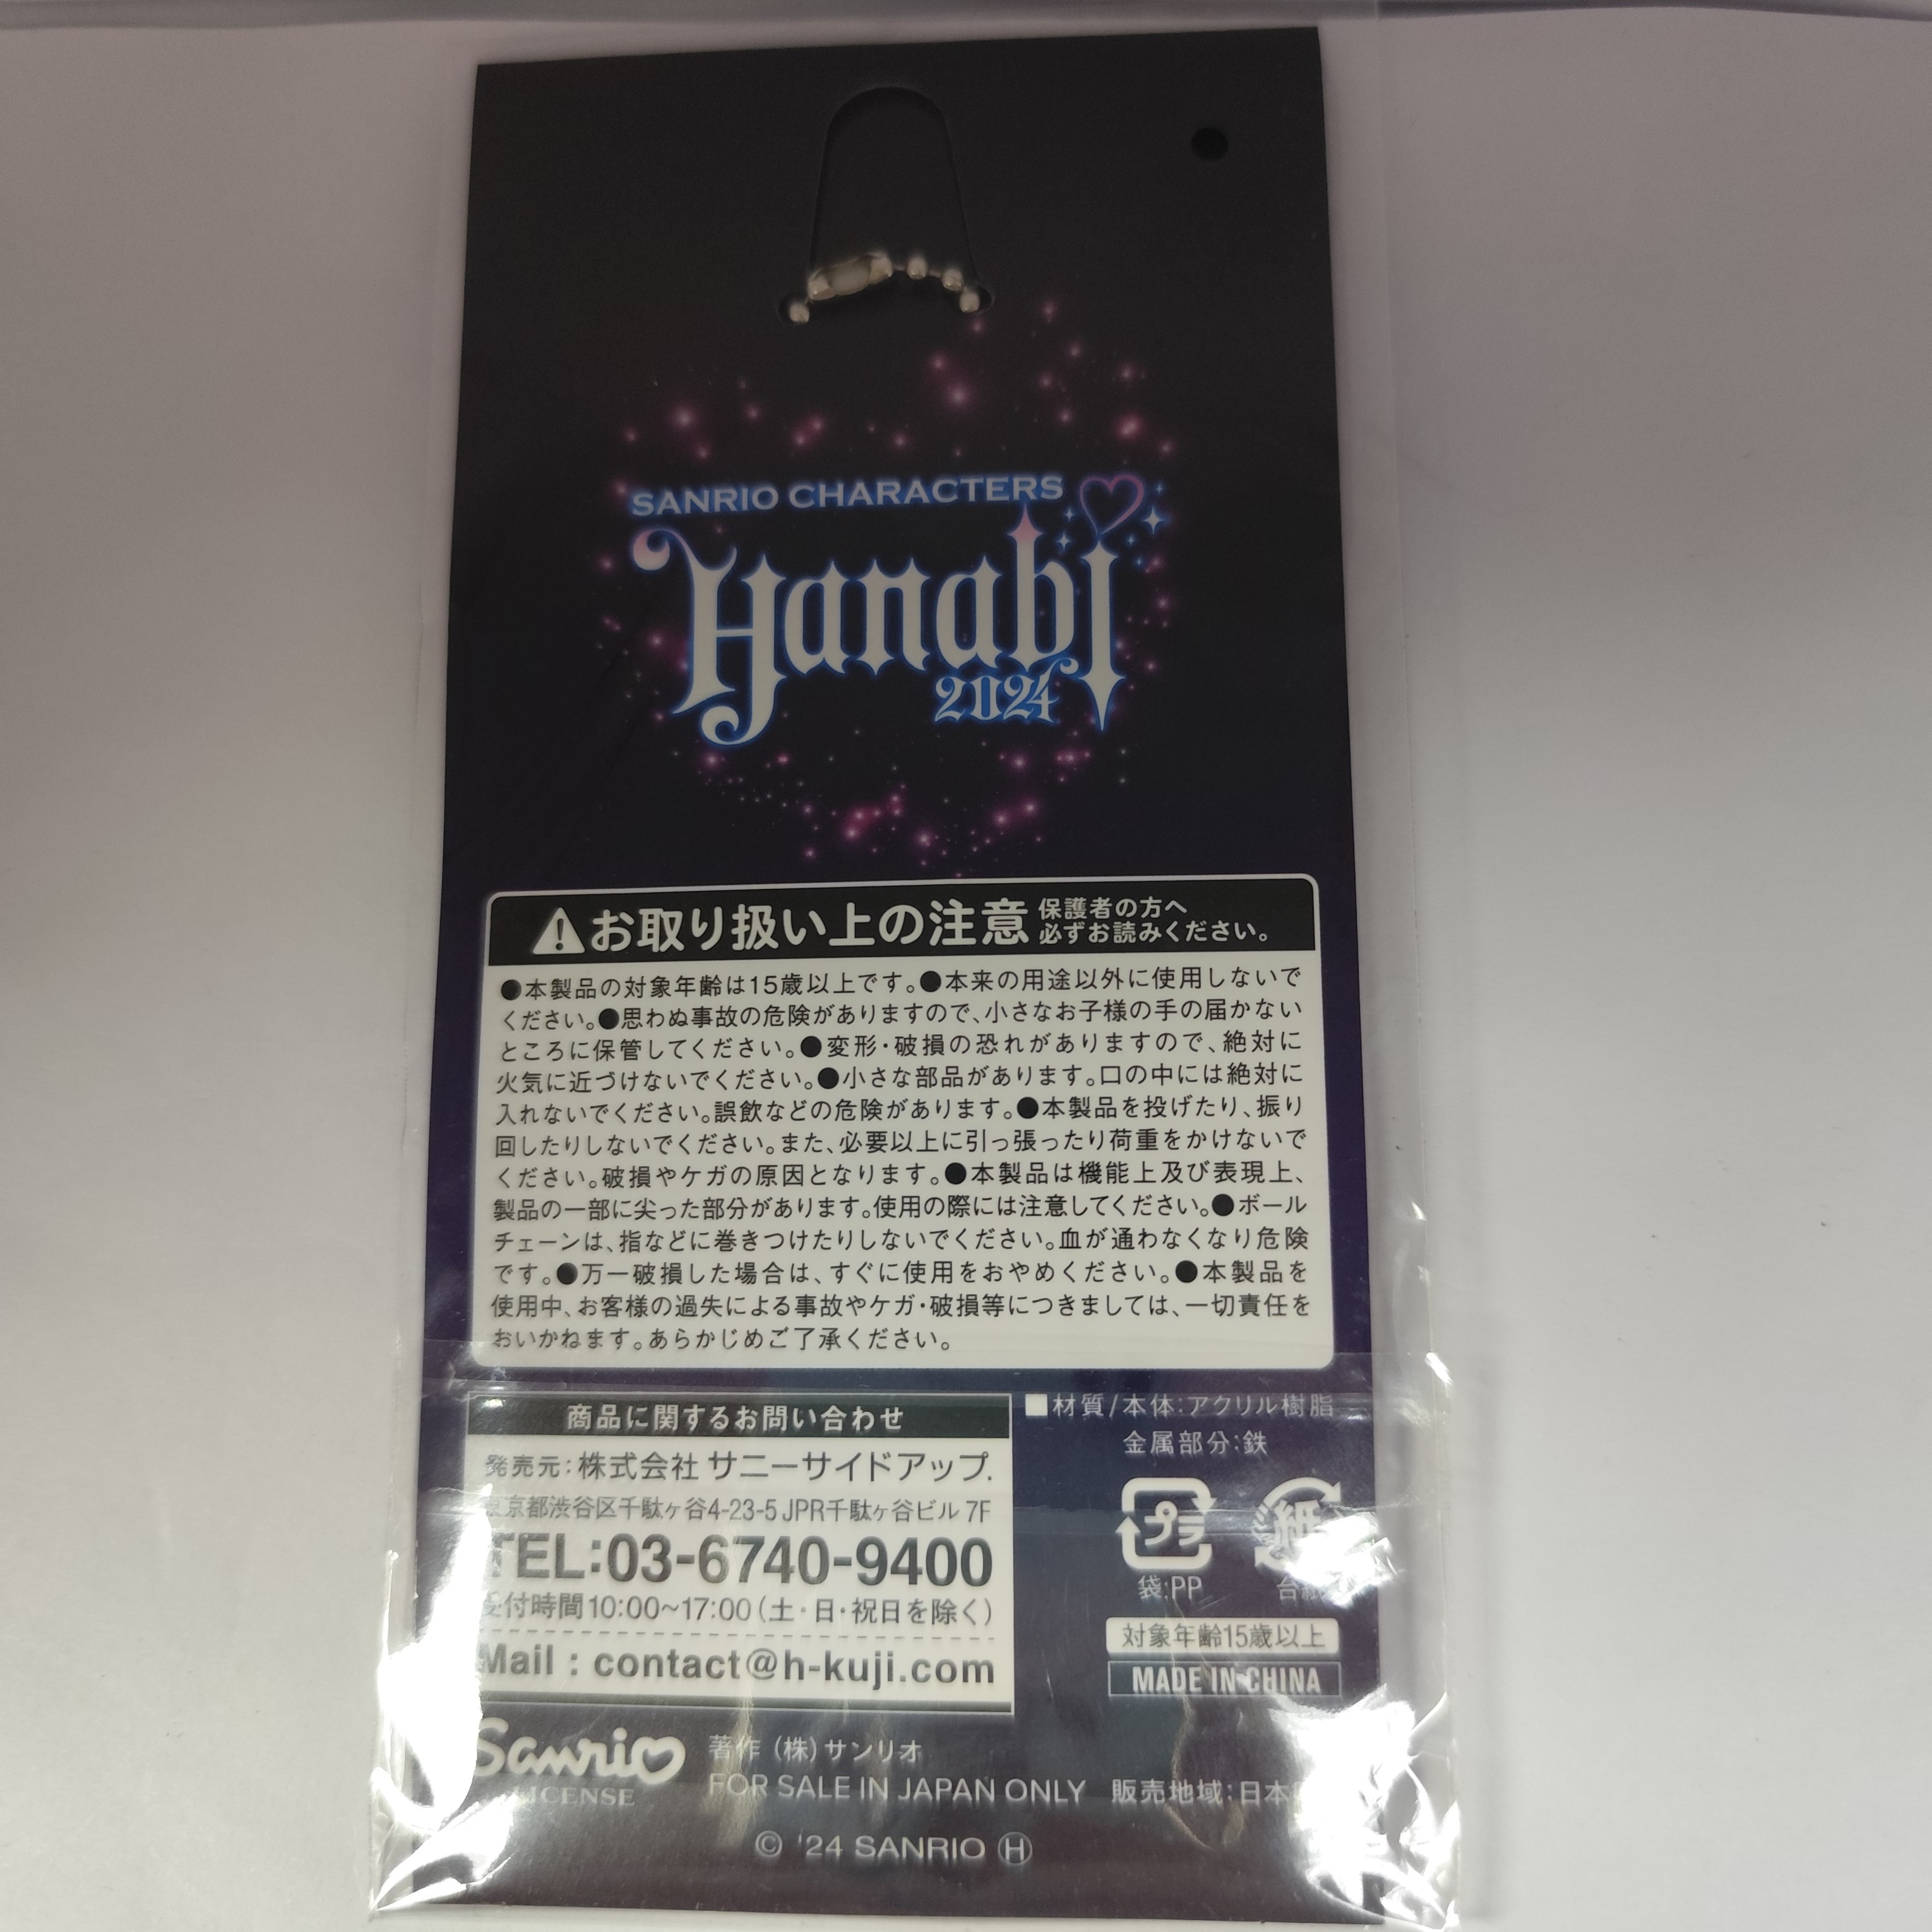 SANRIO CHARACTERS
Hanabi
2024
お取り扱い上の注意
保護者の方へ
必ずお読みください。
●本製品の対象年齢は15歳以上です。●本来の用途以外に使用しないで
ください。●思わぬ事故の危険がありますので、小さなお子様の手の届かない
ところに保管してください。●変形・破損の恐れがありますので、絶対に
火気に近づけないでください。●小さな部品があります。口の中には絶対に
入れないでください。誤飲などの危険があります。●本製品を投げたり、振り
回したりしないでください。また、必要以上に引っ張ったり荷重をかけないで
ください。破損やケガの原因となります。●本製品は機能上及び表現上、
製品の一部に尖った部分があります。使用の際には注意してください。●ボール
チェーンは、指などに巻きつけたりしないでください。血が通わなくなり危険
です。●万一破損した場合は、すぐに使用をおやめください。●本製品を
使用中、お客様の過失による事故やケガ・破損等につきましては、一切責任を
おいかねます。あらかじめご了承ください。
商品に関するお問い合わせ
発売元:株式会社 サニーサイドアップ.
東京都渋谷区千駄ヶ谷4-23-5 JPR千駄ヶ谷ビル 7F
TEL:03-6740-9400
受付時間10:00~17:00(土・日・祝日を除く)
Mail : contact@h-kuji.com
■材質/本体:アクリル樹脂
金属部分:鉄
プラ
紙
袋:PP
台紙
対象年齢15歳以上
MADE IN CHINA
Sanrio
LICENSE
著作 (株) サンリオ
FOR SALE IN JAPAN ONLY 販売地域:日本
© '24 SANRIO Ⓗ